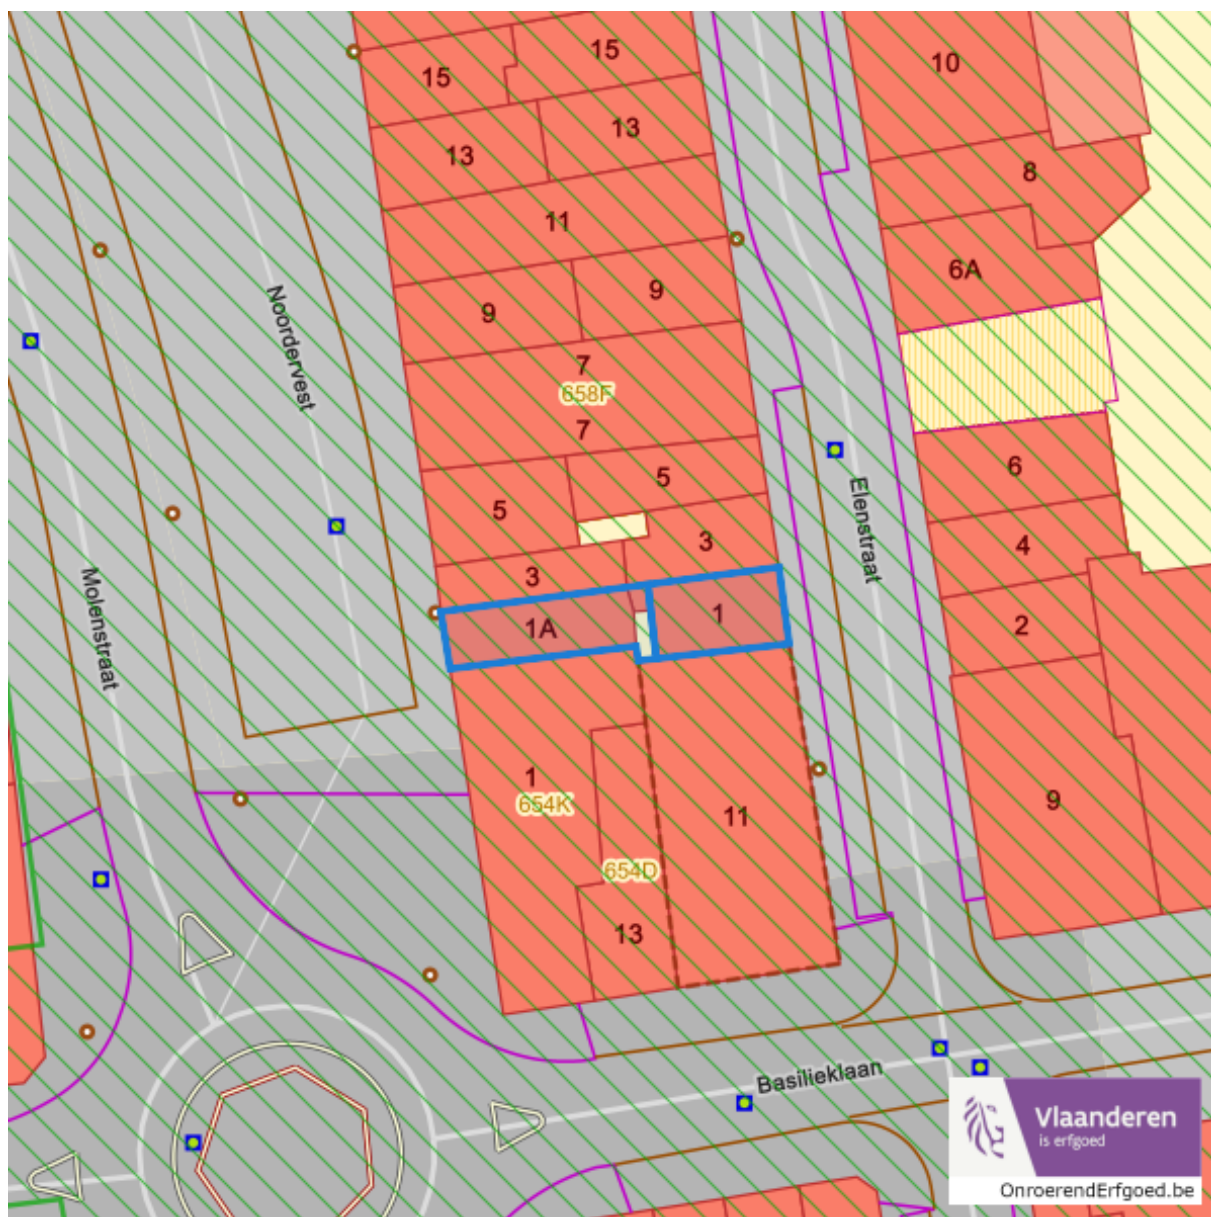 15
15
10
13
13
8
11
6A
9
9
Noordervest
7
658F
7
6
5
5
Elenstraat
3
4
3
Molenstraat
1A
1
2
1
654K
11
9
654D
13
Basilieklaan
Vlaanderen
is erfgoed
OnroerendErfgoed.be